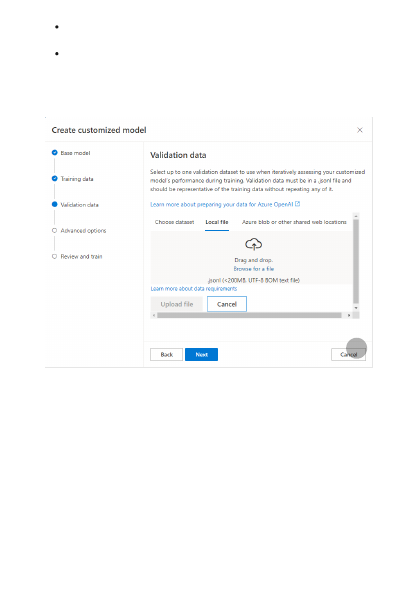 Create customized model
Base model
Training data
Validation data
Advanced options
Review and train
Validation data
Select up to one validation dataset to use when iteratively assessing your customized
model's performance during training. Validation data must be in a .jsonl file and
should be representative of the training data without repeating any of it.
Learn more about preparing your data for Azure OpenAI
Choose dataset Local file Azure blob or other shared web locations
Drag and drop.
Browse for a file
.jsonl (<200MB, UTF-8 BOM text file)
Learn more about data requirements
Upload file Cancel
Back Next Cancel